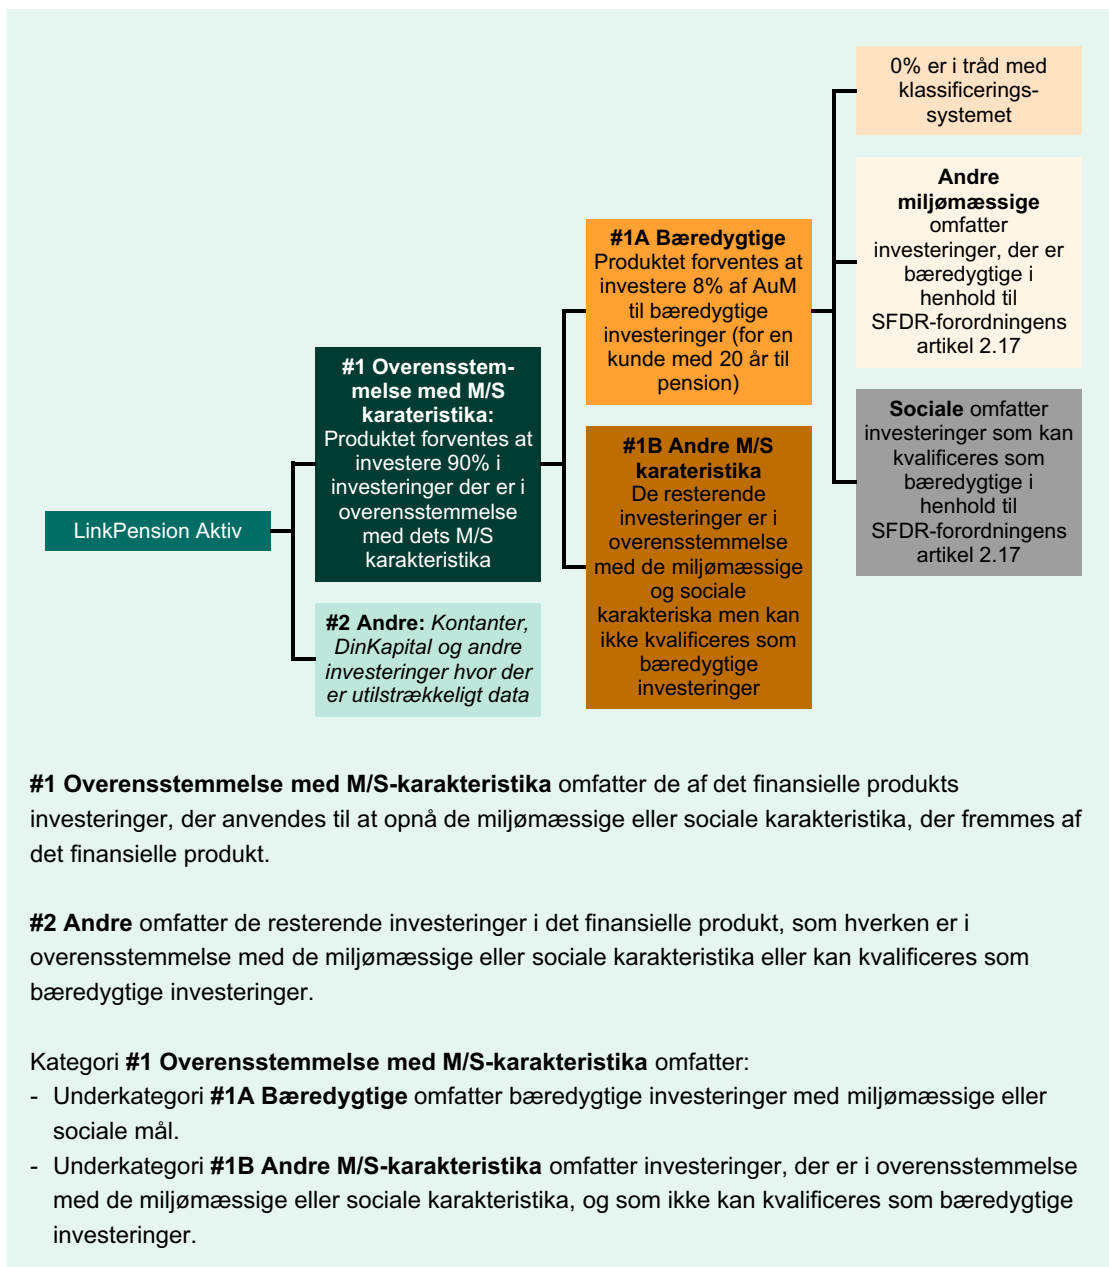 LinkPension Aktiv
#1 Overensstem-
melse med M/S
karateristika:
Produktet forventes at
investere 90% i
investeringer der er i
overensstemmelse
med dets M/S
karakteristika
#2 Andre: Kontanter,
DinKapital og andre
investeringer hvor der
er utilstrækkeligt data
#1A Bæredygtige
Produktet forventes at
investere 8% af AuM
til bæredygtige
investeringer (for en
kunde med 20 år til
pension)
#1B Andre M/S
karateristika
De resterende
investeringer er i
overensstemmelse
med de miljømæssige
og sociale
karakteriska men kan
ikke kvalificeres som
bæredygtige
investeringer
0% er i tråd med
klassificerings-
systemet
Andre
miljømæssige
omfatter
investeringer, der er
bæredygtige i
henhold til
SFDR-forordningens
artikel 2.17
Sociale omfatter
investeringer som kan
kvalificeres som
bæredygtige i
henhold til
SFDR-forordningens
artikel 2.17
#1 Overensstemmelse med M/S-karakteristika omfatter de af det finansielle produkts
investeringer, der anvendes til at opnå de miljømæssige eller sociale karakteristika, der fremmes af
det finansielle produkt.
#2 Andre omfatter de resterende investeringer i det finansielle produkt, som hverken er i
overensstemmelse med de miljømæssige eller sociale karakteristika eller kan kvalificeres som
bæredygtige investeringer.
Kategori #1 Overensstemmelse med M/S-karakteristika omfatter:
- Underkategori #1A Bæredygtige omfatter bæredygtige investeringer med miljømæssige eller
sociale mål.
- Underkategori #1B Andre M/S-karakteristika omfatter investeringer, der er i overensstemmelse
med de miljømæssige eller sociale karakteristika, og som ikke kan kvalificeres som bæredygtige
investeringer.